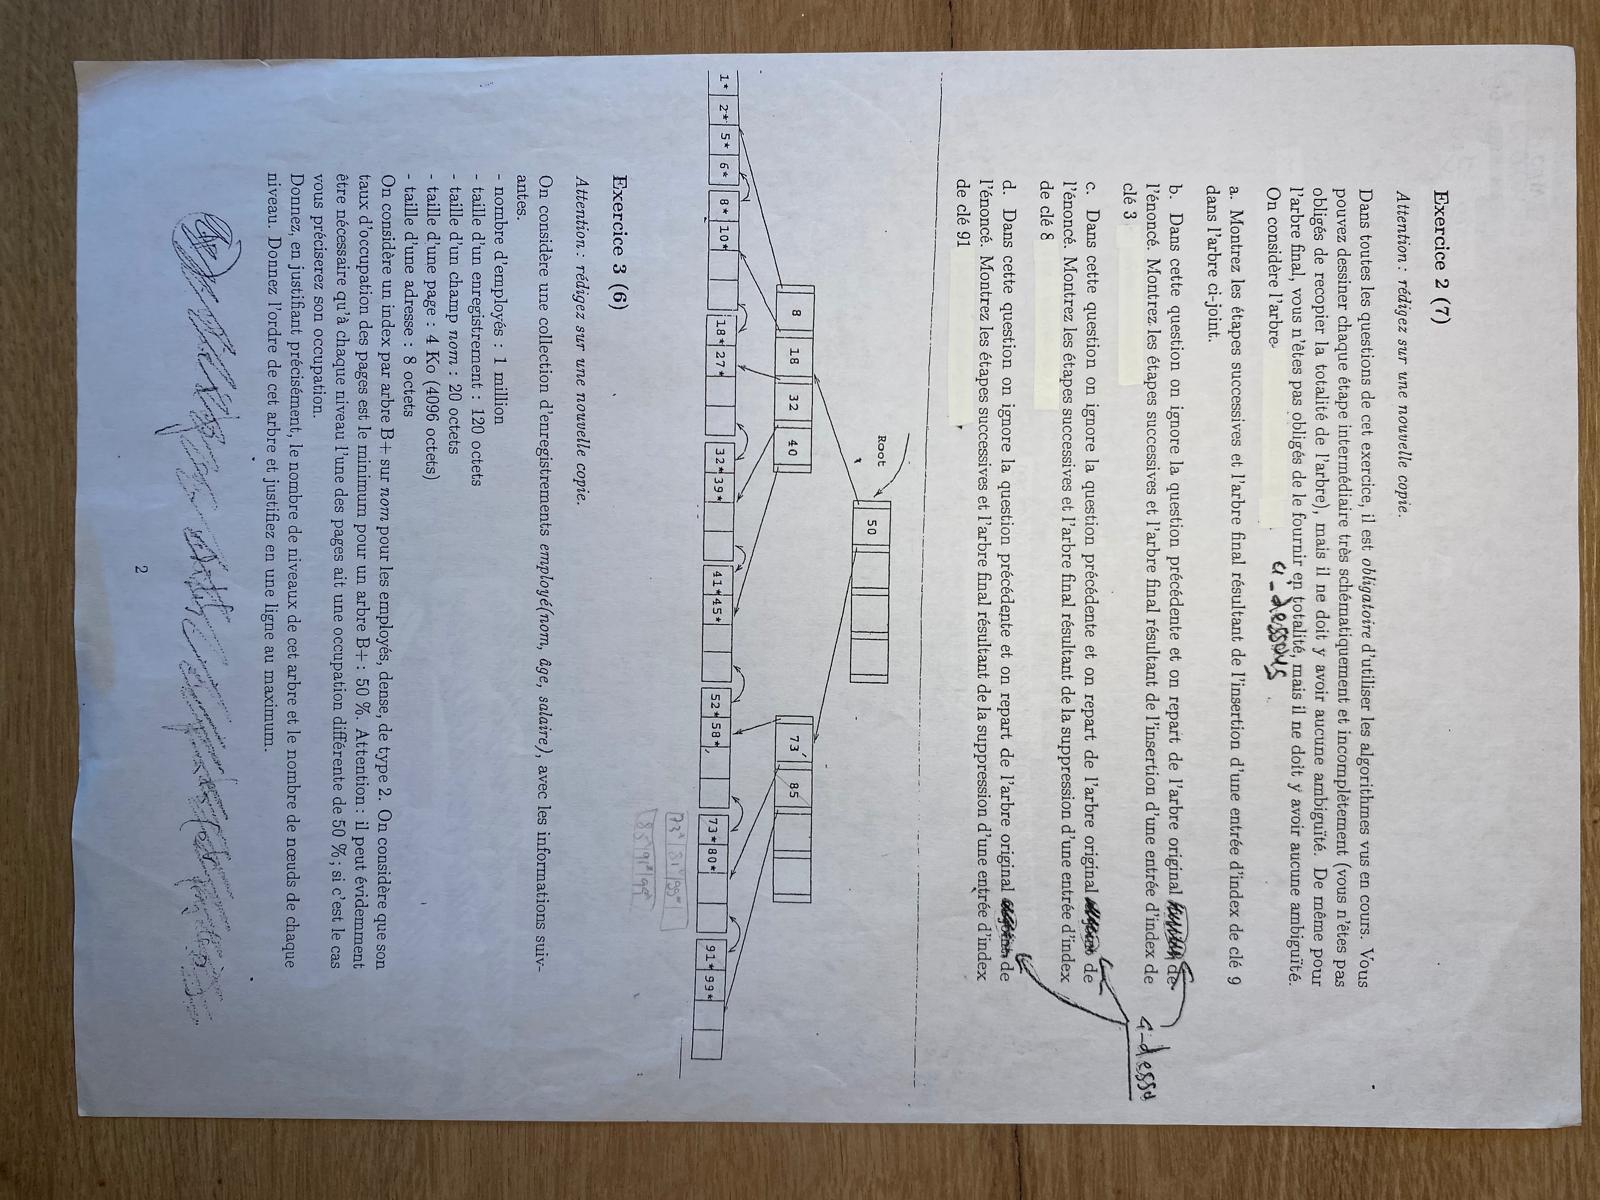 Exercice 2 (7)
Attention : rédigez sur une nouvelle copie.
Dans toutes les questions de cet exercice, il est obligatoire d'utiliser les algorithmes vus en cours. Vous
pouvez dessiner chaque étape intermédiaire très schématiquement et incomplètement (vous n'êtes pas
obligés de recopier la totalité de l'arbre), mais il ne doit y avoir aucune ambiguïté. De même pour
l'arbre final, vous n'êtes pas obligés de le fournir en totalité, mais il ne doit y avoir aucune ambiguïté.
On considère l'arbre ci-dessous.
a. Montrez les étapes successives et l'arbre final résultant de l'insertion d'une entrée d'index de clé 9
dans l'arbre ci-joint.
b. Dans cette question on ignore la question précédente et on repart de l'arbre original de
l'énoncé. Montrez les étapes successives et l'arbre final résultant de l'insertion d'une entrée d'index de
clé 3
c. Dans cette question on ignore la question précédente et on repart de l'arbre original de
l'énoncé. Montrez les étapes successives et l'arbre final résultant de la suppression d'une entrée d'index
de clé 8
d. Dans cette question on ignore la question précédente et on repart de l'arbre original de
l'énoncé. Montrez les étapes successives et l'arbre final résultant de la suppression d'une entrée d'index
de clé 91
Root
50
8 18 32 40
73 85
1* 2* 5* 6* 8* 10* 18* 27* 32* 39* 41* 45* 52* 58* 73* 80* 91* 99*
Exercice 3 (6)
Attention : rédigez sur une nouvelle copie.
On considère une collection d'enregistrements employé(nom, âge, salaire), avec les informations suiv-
antes.
- nombre d'employés : 1 million
- taille d'un enregistrement : 120 octets
- taille d'un champ nom : 20 octets
- taille d'une page : 4 Ko (4096 octets)
- taille d'une adresse : 8 octets
On considère un index par arbre B+ sur nom pour les employés, dense, de type 2. On considère que son
taux d'occupation des pages est le minimum pour un arbre B+ : 50 %. Attention : il peut évidemment
être nécessaire qu'à chaque niveau l'une des pages ait une occupation différente de 50 % ; si c'est le cas
vous préciserez son occupation.
Donnez, en justifiant précisément, le nombre de niveaux de cet arbre et le nombre de nœuds de chaque
niveau. Donnez l'ordre de cet arbre et justifiez en une ligne au maximum.
2